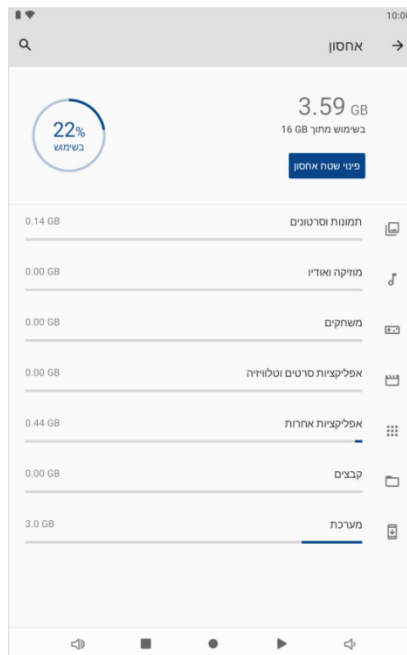 10:00
אחסון
3.59 GB
בשימוש מתוך 16 GB
פינוי שטח אחסון
22%
בשימוש
תמונות וסרטונים 0.14 GB
מוזיקה ואודיו 0.00 GB
משחקים 0.00 GB
אפליקציות סרטים וטלוויזיה 0.00 GB
אפליקציות אחרות 0.44 GB
קבצים 0.00 GB
מערכת 3.0 GB